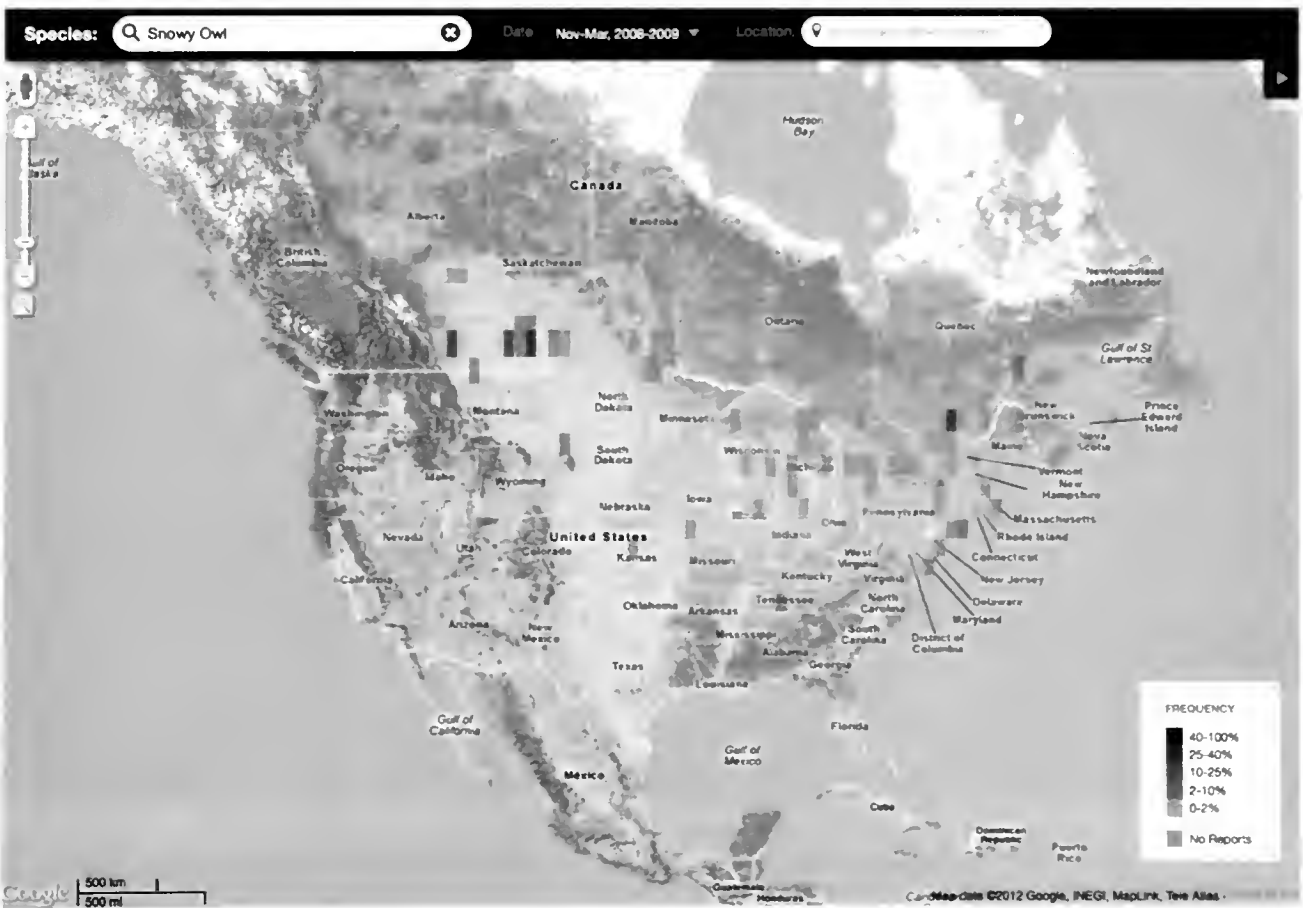 Species:
Snowy Owl
Date
Nov-Mar, 2008-2009
Location
Hudson
Bay
Gulf of
Canada
Alberta
Manitoba
British
Columbia
Saskatchewan
Newfoundland
and Labrador
Ontario
Quebec
Gulf of St
Lawrence
North
Dakota
Washington
Montana
Minnesota
New
Brunswick
Prince
Edward
Island
Nova
Scotia
Maine
Wisconsin
South
Dakota
Oregon
Idaho
Michigan
Vermont
Wyoming
New
Hampshire
Iowa
Nebraska
Illinois
Pennsylvania
Massachusetts
Ohio
Indiana
Rhode Island
Nevada
United States
Utah
Colorado
Kansas
Missouri
West
Virginia
Connecticut
California
Kentucky
Virginia
New Jersey
Tennessee
North
Carolina
Delaware
Oklahoma
Arkansas
Maryland
Arizona
New
Mexico
Mississippi
South
Carolina
District of
Columbia
Alabama
Texas
Georgia
Louisiana
Gulf of
California
Florida
Gulf of
Mexico
México
Cuba
Dominican
Republic
Puerto
Rico
Guatemala
Honduras
FREQUENCY
40-100%
25-40%
10-25%
2-10%
0-2%
No Reports
Google
500 km
500 mi
Map data ©2012 Google, INEGI, MapLink, Tele Atlas -